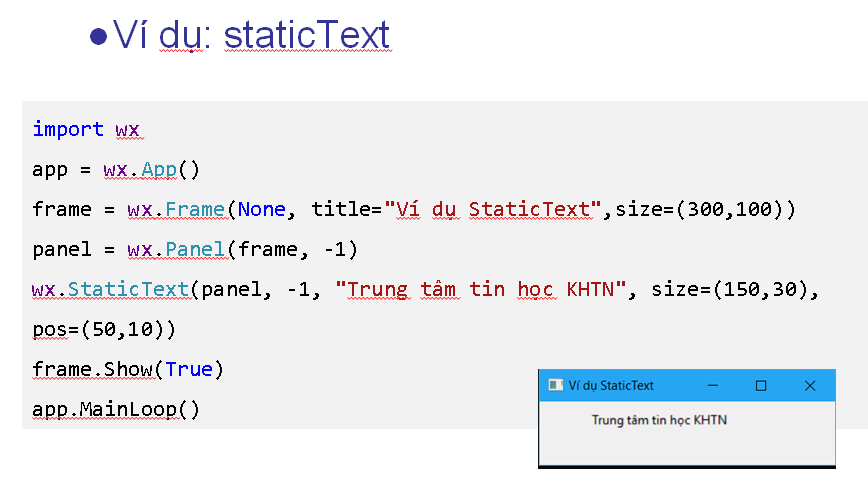 ●Ví dụ: staticText
import wx
app = wx.App()
frame = wx.Frame(None, title="Ví dụ StaticText",size=(300,100))
panel = wx.Panel(frame, -1)
wx.StaticText(panel, -1, "Trung tâm tin học KHTN", size=(150,30),
pos=(50,10))
frame.Show(True)
app.MainLoop()
Ví dụ StaticText
Trung tâm tin học KHTN